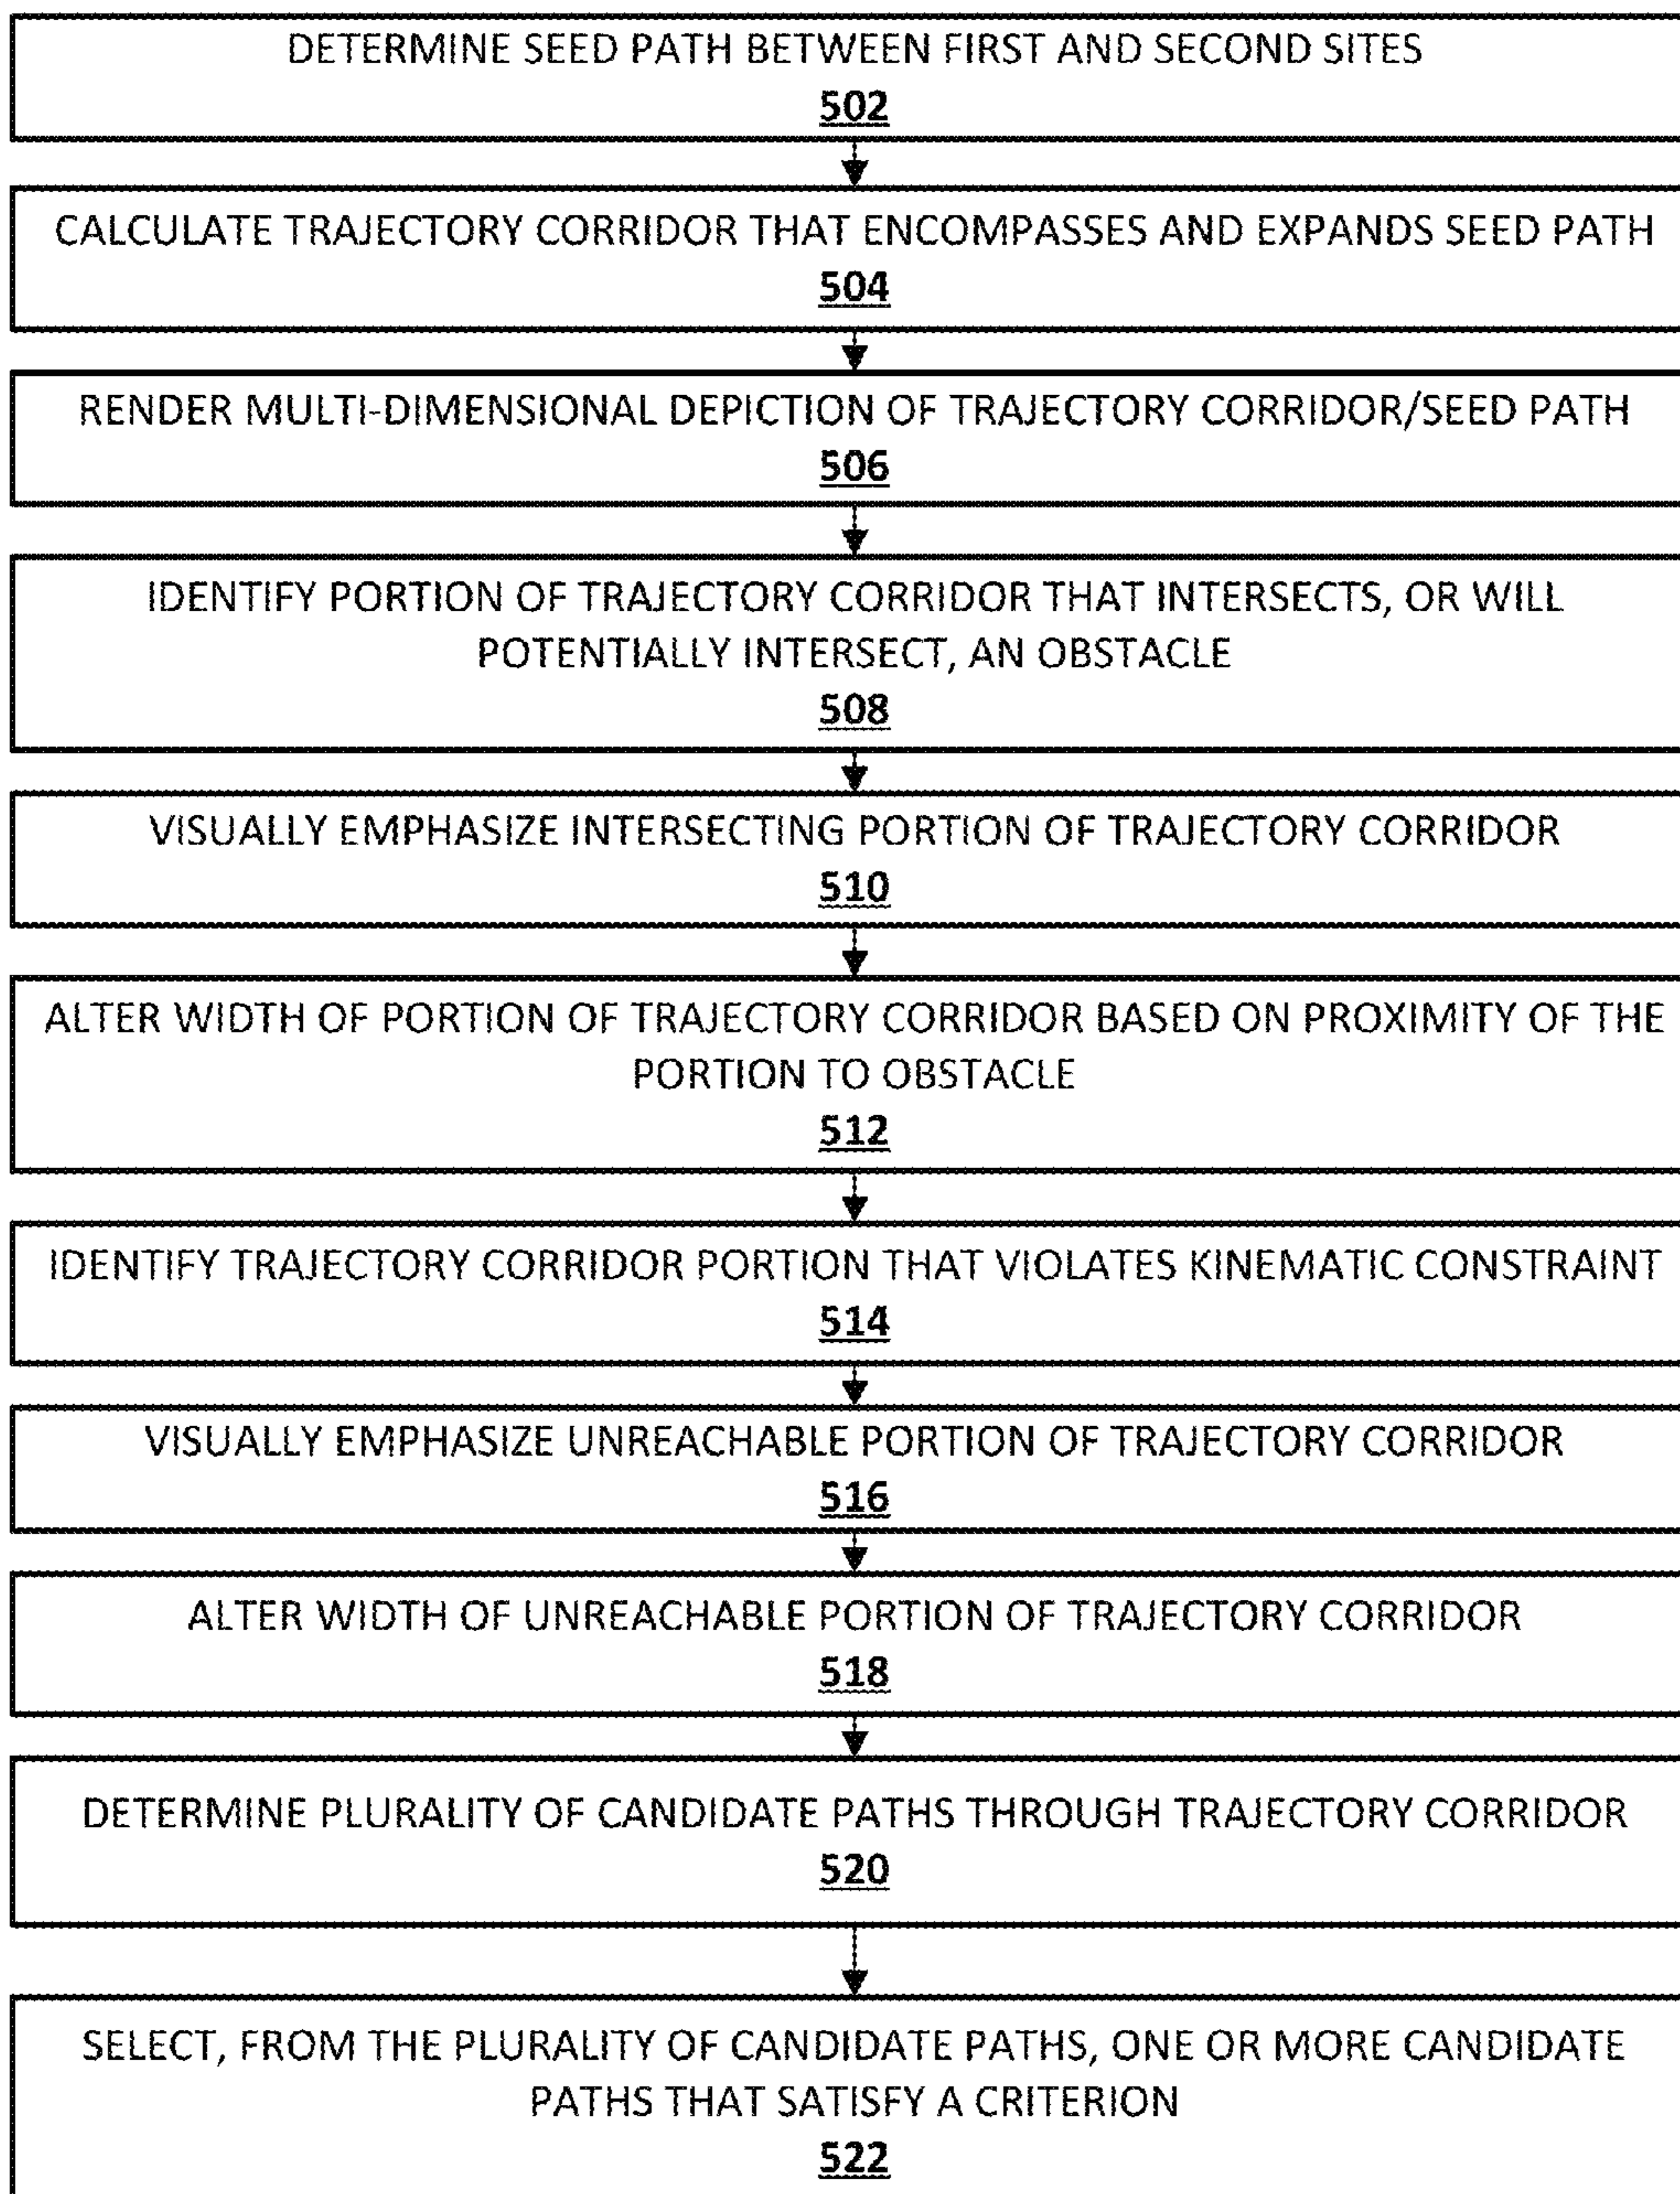 DETERMINE SEED PATH BETWEEN FIRST AND SECOND SITES
502
CALCULATE TRAJECTORY CORRIDOR THAT ENCOMPASSES AND EXPANDS SEED PATH
504
RENDER MULTI-DIMENSIONAL DEPICTION OF TRAJECTORY CORRIDOR/SEED PATH
506
IDENTIFY PORTION OF TRAJECTORY CORRIDOR THAT INTERSECTS, OR WILL
POTENTIALLY INTERSECT, AN OBSTACLE
508
VISUALLY EMPHASIZE INTERSECTING PORTION OF TRAJECTORY CORRIDOR
510
ALTER WIDTH OF PORTION OF TRAJECTORY CORRIDOR BASED ON PROXIMITY OF THE
PORTION TO OBSTACLE
512
IDENTIFY TRAJECTORY CORRIDOR PORTION THAT VIOLATES KINEMATIC CONSTRAINT
514
VISUALLY EMPHASIZE UNREACHABLE PORTION OF TRAJECTORY CORRIDOR
516
ALTER WIDTH OF UNREACHABLE PORTION OF TRAJECTORY CORRIDOR
518
DETERMINE PLURALITY OF CANDIDATE PATHS THROUGH TRAJECTORY CORRIDOR
520
SELECT, FROM THE PLURALITY OF CANDIDATE PATHS, ONE OR MORE CANDIDATE
PATHS THAT SATISFY A CRITERION
522